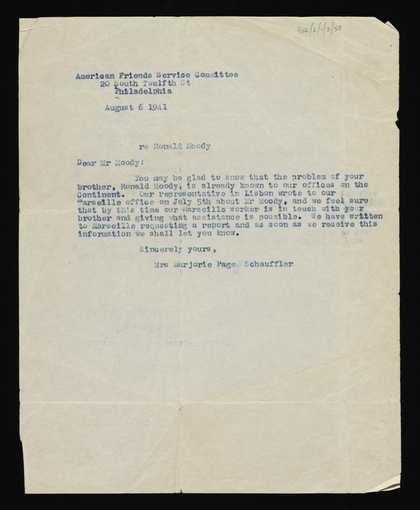 American Friends Service Committee
20 South Twelfth St
Philadelphia
August 6 1941
re Ronald Moody
Dear Mr Moody:
You may be glad to know that the problem of your
brother, Ronald Moody, is already known to our offices on the
Continent. Our representative in Lisbon wrote to our
Marseille office on July 5th about Mr Moody, and we feel sure
that by this time our Marseille worker is in touch with your
brother and giving what assistance is possible. We have written
to Marseille requesting a report and as soon as we receive this
information we shall let you know.
Sincerely yours,
Mrs Marjorie Page Schauffler